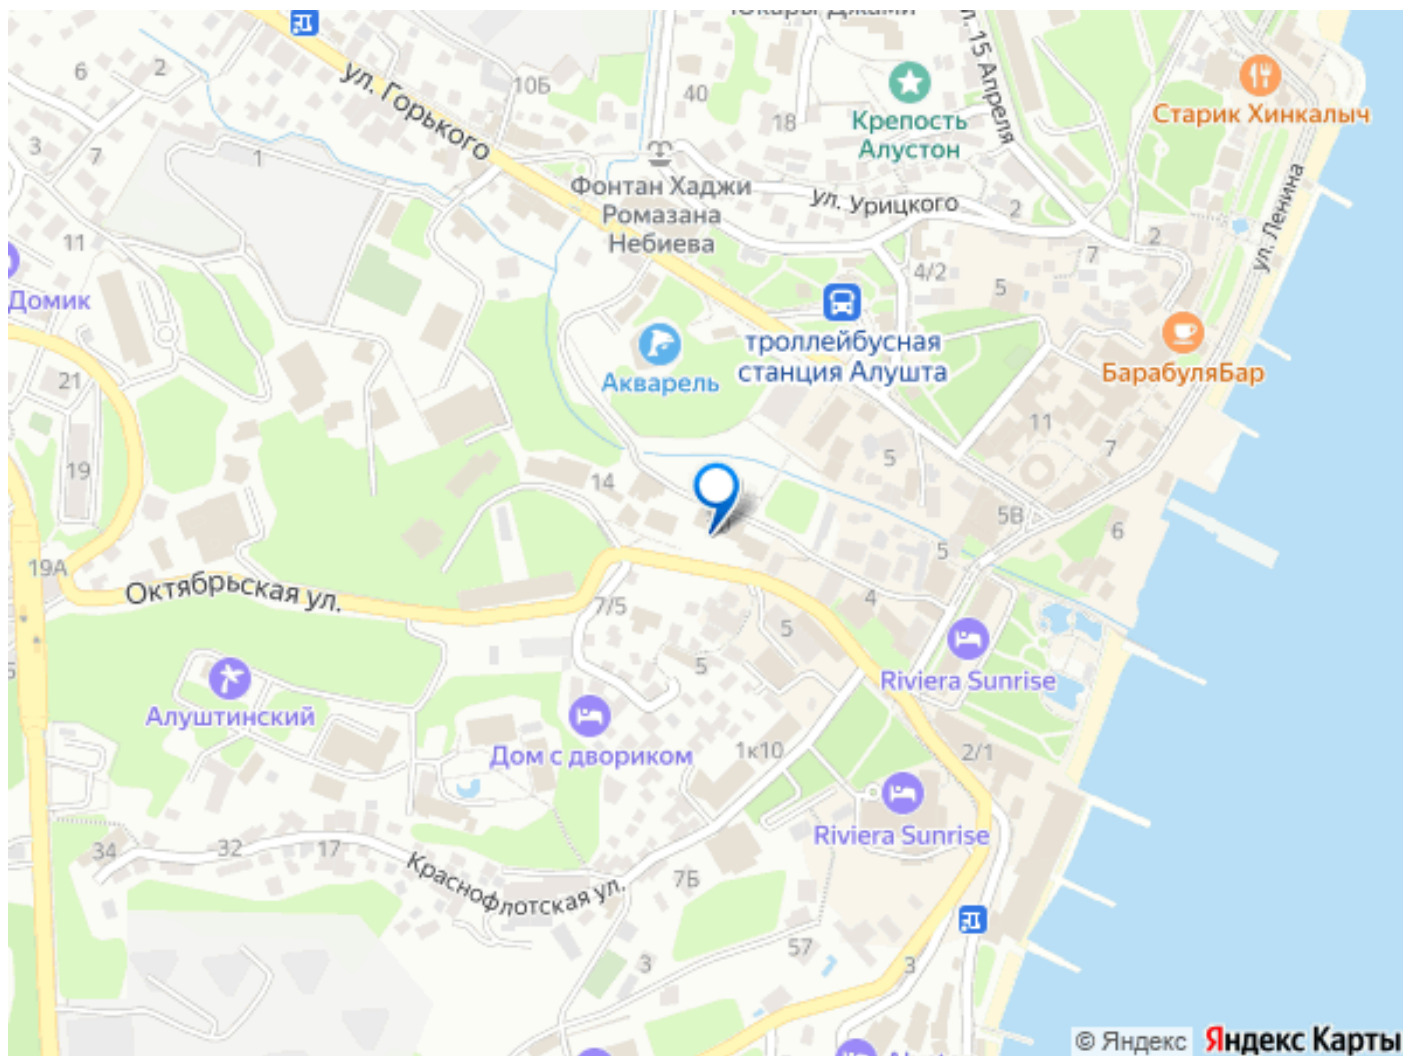 Юкары Джами
ул. 15 Апреля
ул. Горького
10Б
40
18
6
2
3
7
1
11
Старик Хинкалыч
Крепость
Алустон
Фонтан Хаджи
Ромазана
Небиева
ул. Урицкого
2
2
7
ул. Ленина
4/2
5
Домик
троллейбусная
станция Алушта
Акварель
БарабуляБар
21
19
11
7
5
14
5В
6
5
19А
Октябрьская ул.
7/5
4
5
5
Riviera Sunrise
Алуштинский
Дом с двориком
1к10
2/1
Riviera Sunrise
34
32
17
Краснофлотская ул.
7Б
57
3
3
© Яндекс Яндекс Карты